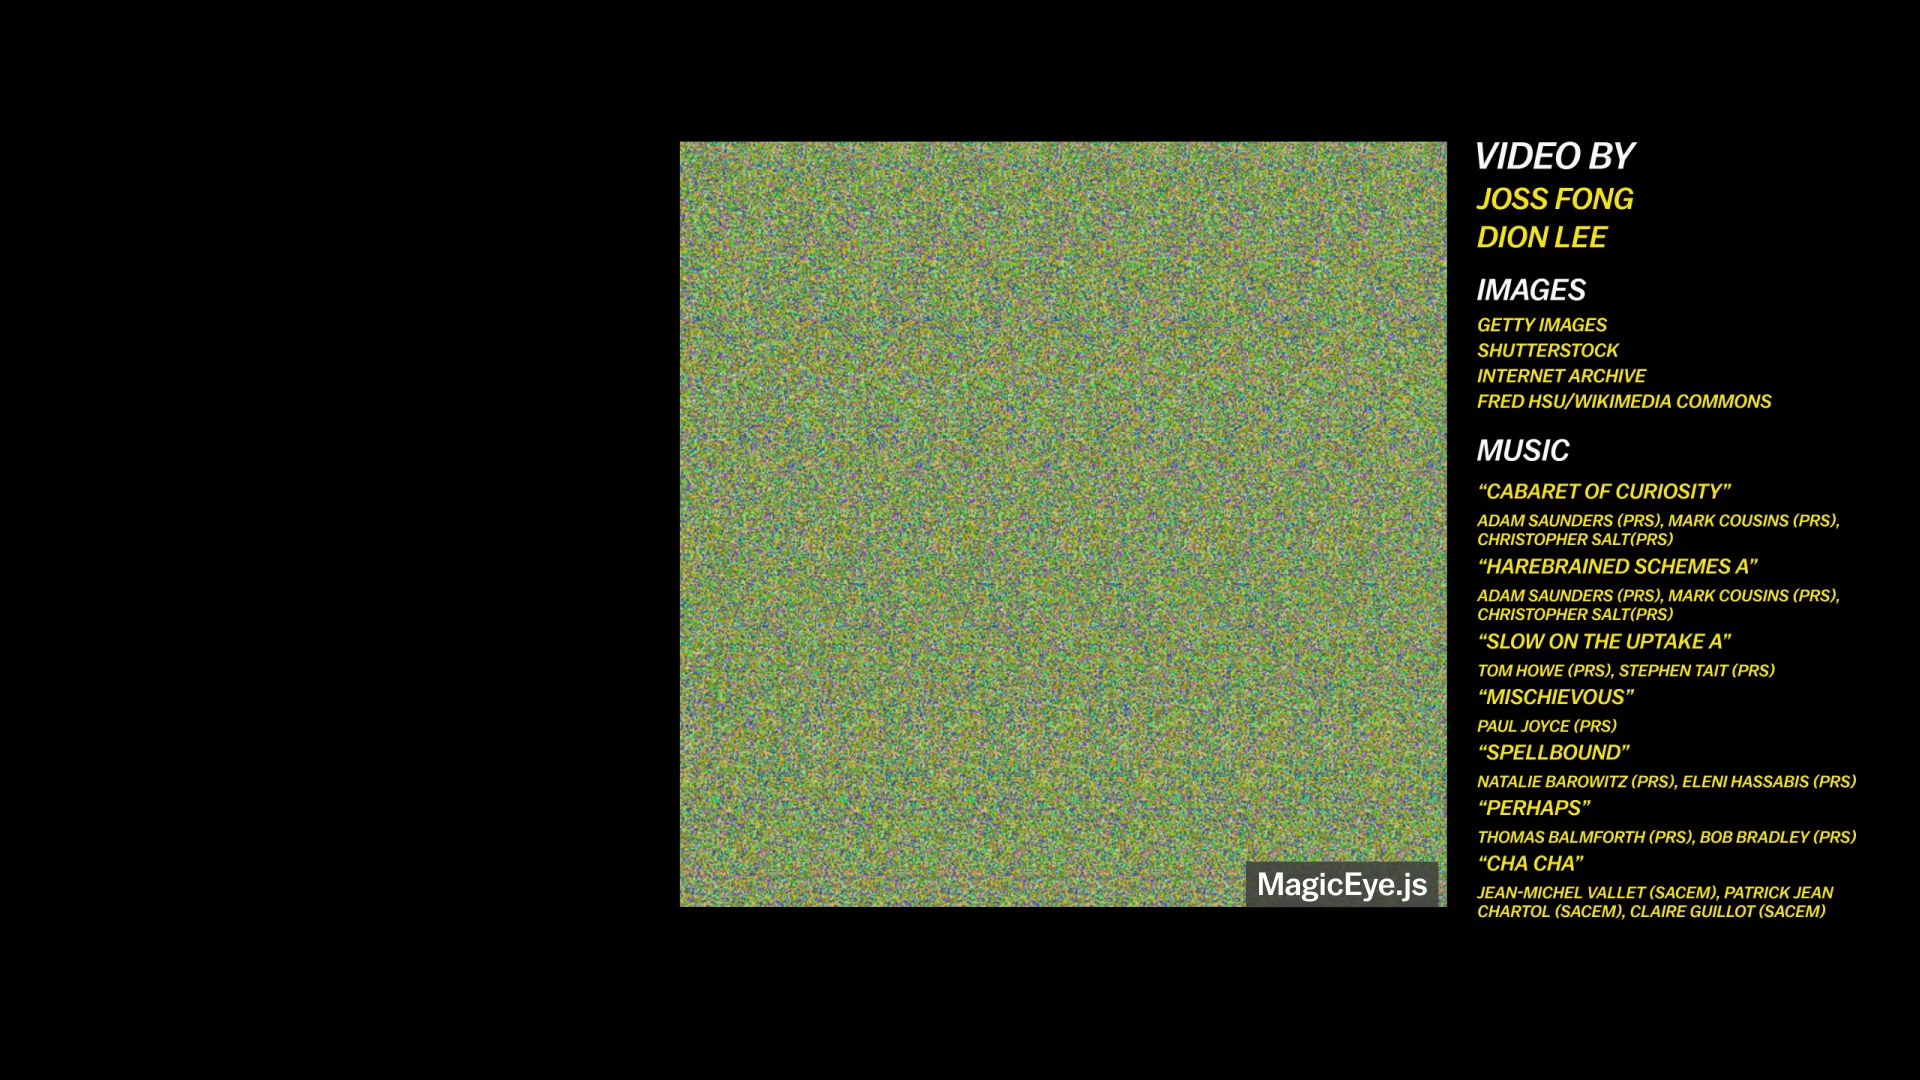 VIDEO BY
JOSS FONG
DION LEE
IMAGES
GETTY IMAGES
SHUTTERSTOCK
INTERNET ARCHIVE
FRED HSU/WIKIMEDIA COMMONS
MUSIC
“CABARET OF CURIOSITY”
ADAM SAUNDERS (PRS), MARK COUSINS (PRS),
CHRISTOPHER SALT(PRS)
“HAREBRAINED SCHEMES A”
ADAM SAUNDERS (PRS), MARK COUSINS (PRS),
CHRISTOPHER SALT(PRS)
“SLOW ON THE UPTAKE A”
TOM HOWE (PRS), STEPHEN TAIT (PRS)
“MISCHIEVOUS”
PAUL JOYCE (PRS)
“SPELLBOUND”
NATALIE BAROWITZ (PRS), ELENI HASSABIS (PRS)
“PERHAPS”
THOMAS BALMFORTH (PRS), BOB BRADLEY (PRS)
“CHA CHA”
JEAN-MICHEL VALLET (SACEM), PATRICK JEAN
CHARTOL (SACEM), CLAIRE GUILLOT (SACEM)
MagicEye.js